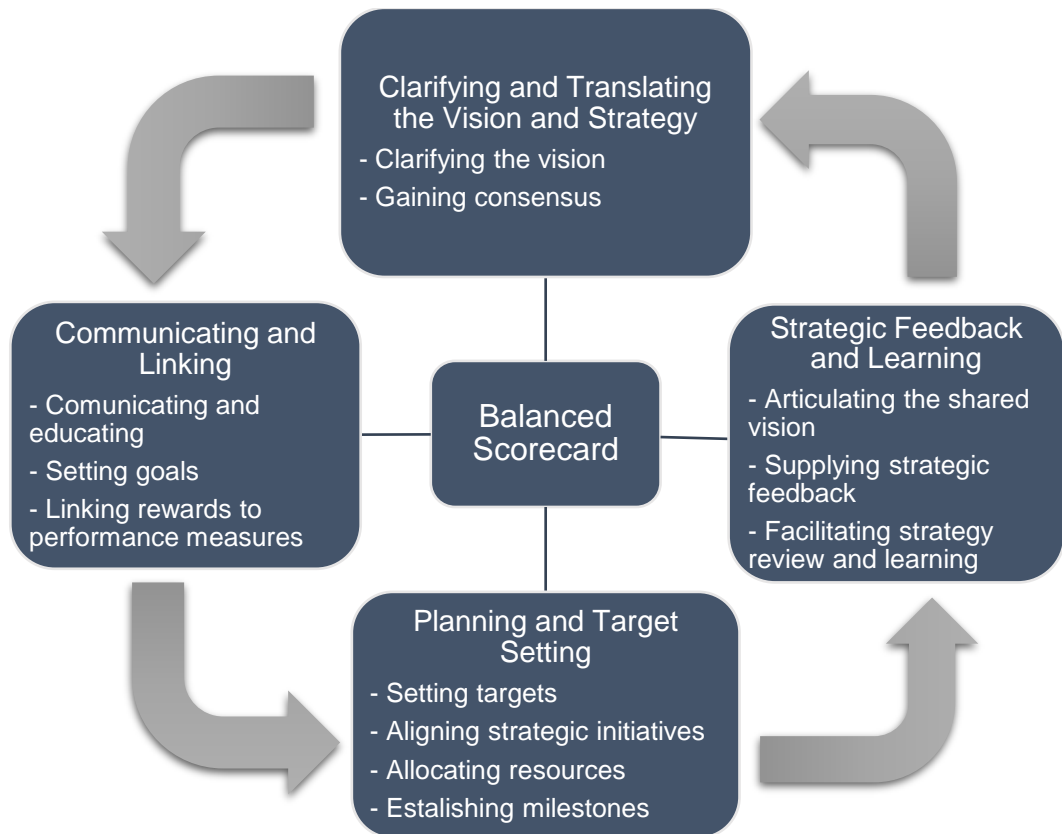 Clarifying and Translating
the Vision and Strategy
- Clarifying the vision
- Gaining consensus
Communicating and
Linking
- Comunicating and
educating
- Setting goals
- Linking rewards to
performance measures
Balanced
Scorecard
Strategic Feedback
and Learning
- Articulating the shared
vision
- Supplying strategic
feedback
- Facilitating strategy
review and learning
Planning and Target
Setting
- Setting targets
- Aligning strategic initiatives
- Allocating resources
- Estalishing milestones